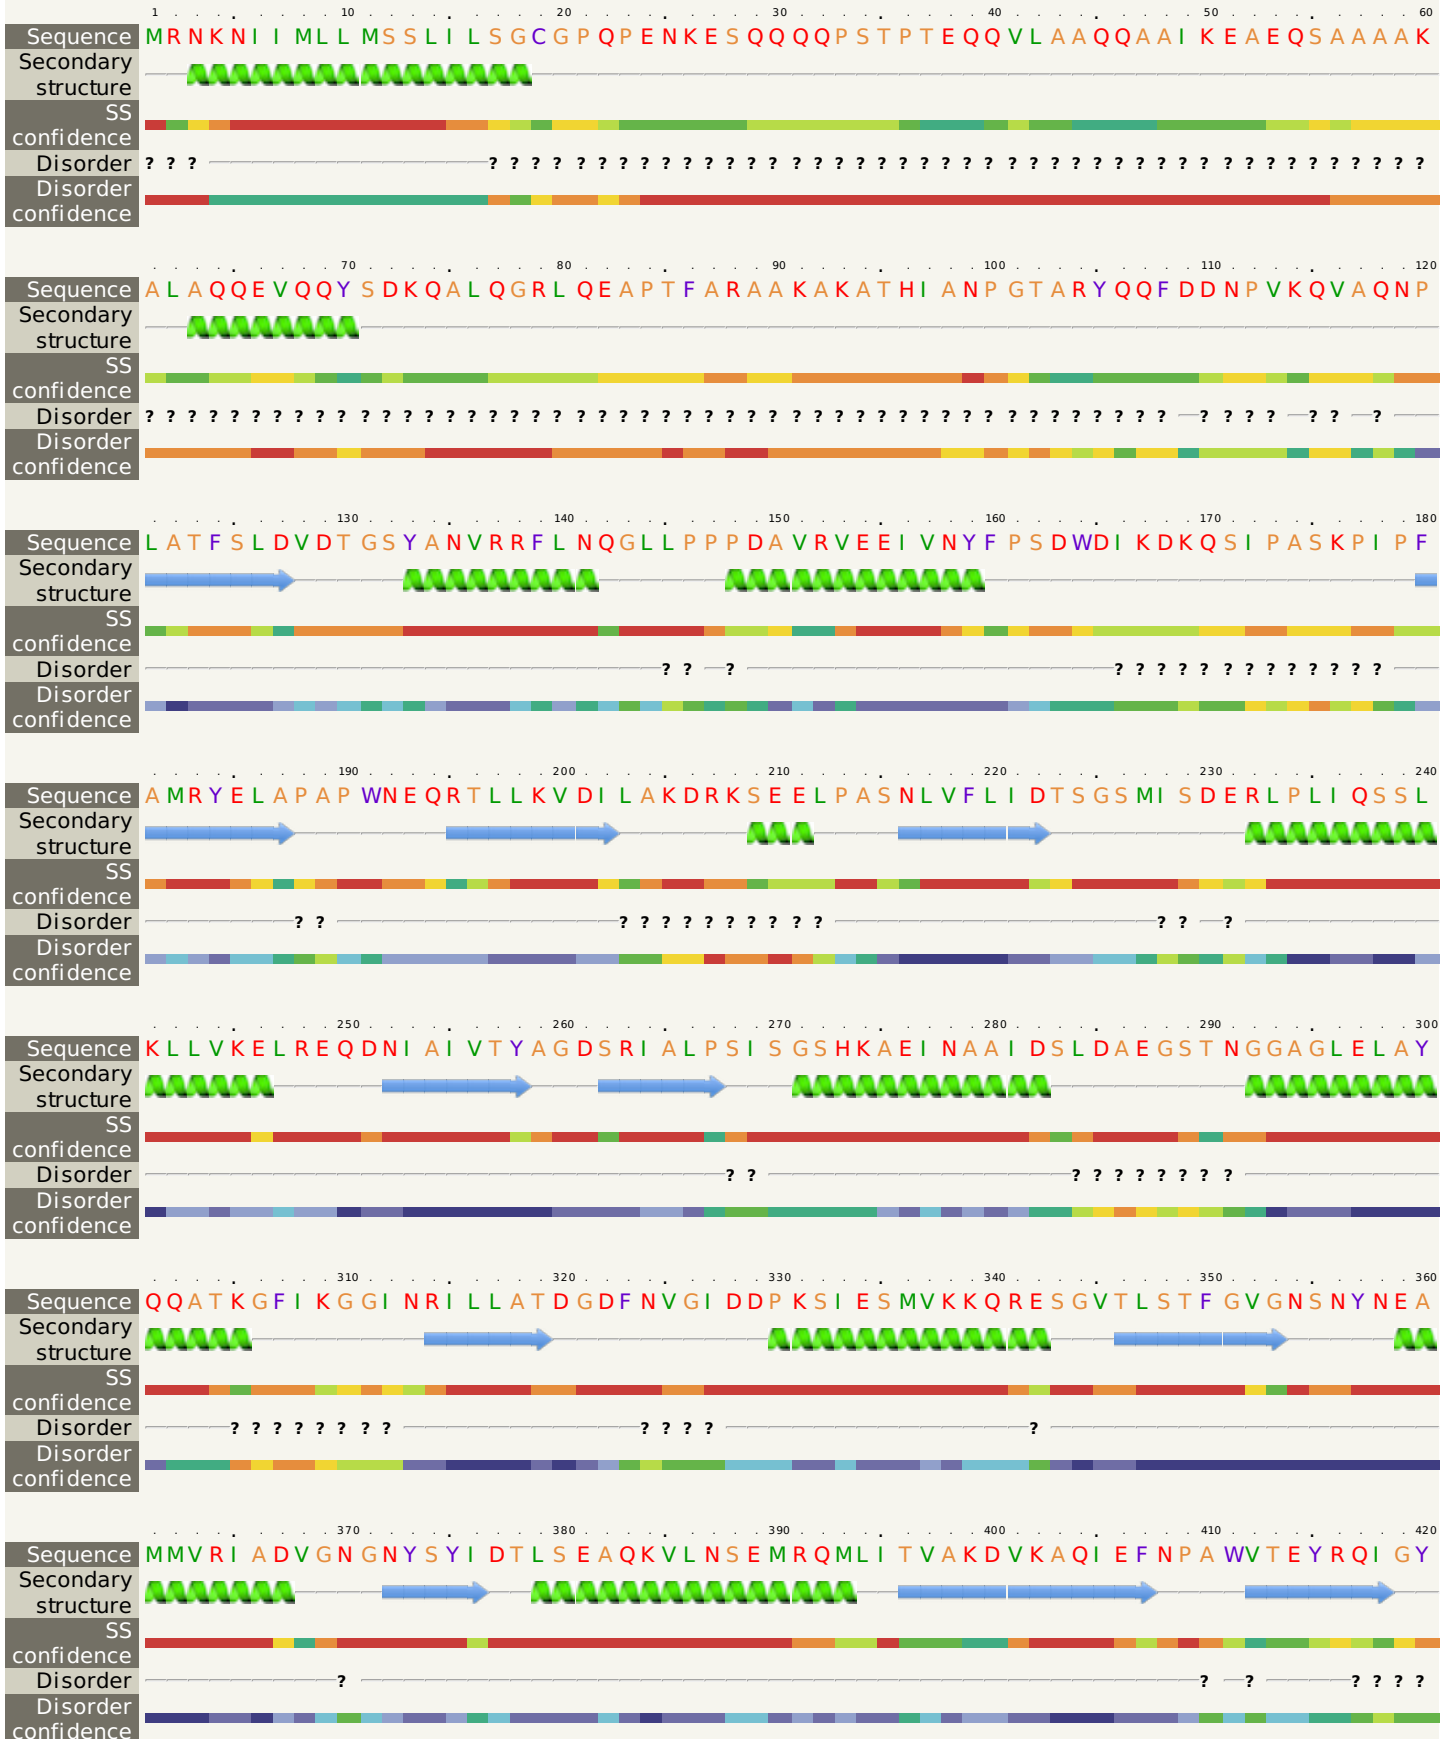 1 10 20 30 40 50 60
Sequence MRNKNIIMLLMSSLILSGCGPQPENKESQQQQPSTPTEQQVLAAQQAAIKEAEQSAAAAK
Secondary
structure
SS
confidence
Disorder ? ? ? ? ? ? ? ? ? ? ? ? ? ? ? ? ? ? ? ? ? ? ? ? ? ? ? ? ? ? ? ? ? ? ? ? ? ? ? ? ? ? ? ? ? ? ?
Disorder
confidence
70 80 90 100 110 120
Sequence ALAQQEVQQYSDKQALQGRLQEAPTFARAAKAKATHIANPGTARYQQFDDNPVKQVAQNP
Secondary
structure
SS
confidence
Disorder ? ? ? ? ? ? ? ? ? ? ? ? ? ? ? ? ? ? ? ? ? ? ? ? ? ? ? ? ? ? ? ? ? ? ? ? ? ? ? ? ? ? ? ? ? ? ? ? ? ? ? ? ? ? ?
Disorder
confidence
130 140 150 160 170 180
Sequence LATFSLDVDTGSYANVRRFLNQGLLPPPDAVRVEEIVNYFPSDWDIKDKQSIPASKPIPF
Secondary
structure
SS
confidence
Disorder ? ? ? ? ? ? ? ? ? ? ? ? ? ? ? ?
Disorder
confidence
190 200 210 220 230 240
Sequence AMRYELAPAPWNEQRTLLKVDILAKDRKSEELPASNLVFLIDTSGSMISDERLPLIQSSL
Secondary
structure
SS
confidence
Disorder ? ? ? ? ? ? ? ? ? ? ? ? ? ? ?
Disorder
confidence
250 260 270 280 290 300
Sequence KLLVKELREQDNIAIVTYAGDSRIALPSISGSHKAEINAAIDSLDAEGSTNGGAGLELAY
Secondary
structure
SS
confidence
Disorder ? ? ? ? ? ? ? ? ? ?
Disorder
confidence
310 320 330 340 350 360
Sequence QQATKGFIKGGINRILLATDGDFNVGIDDPKSIESMVKKQRESGVTLSTFGVGNSNYNEA
Secondary
structure
SS
confidence
Disorder ? ? ? ? ? ? ? ? ? ? ? ? ?
Disorder
confidence
370 380 390 400 410 420
Sequence MMVRIADVGNGNYSYIDTLSEAQKVLNSEMRQMLITVAKDVKAQIEFNPAWVTEYRQIGY
Secondary
structure
SS
confidence
Disorder ? ? ? ? ? ? ?
Disorder
confidence